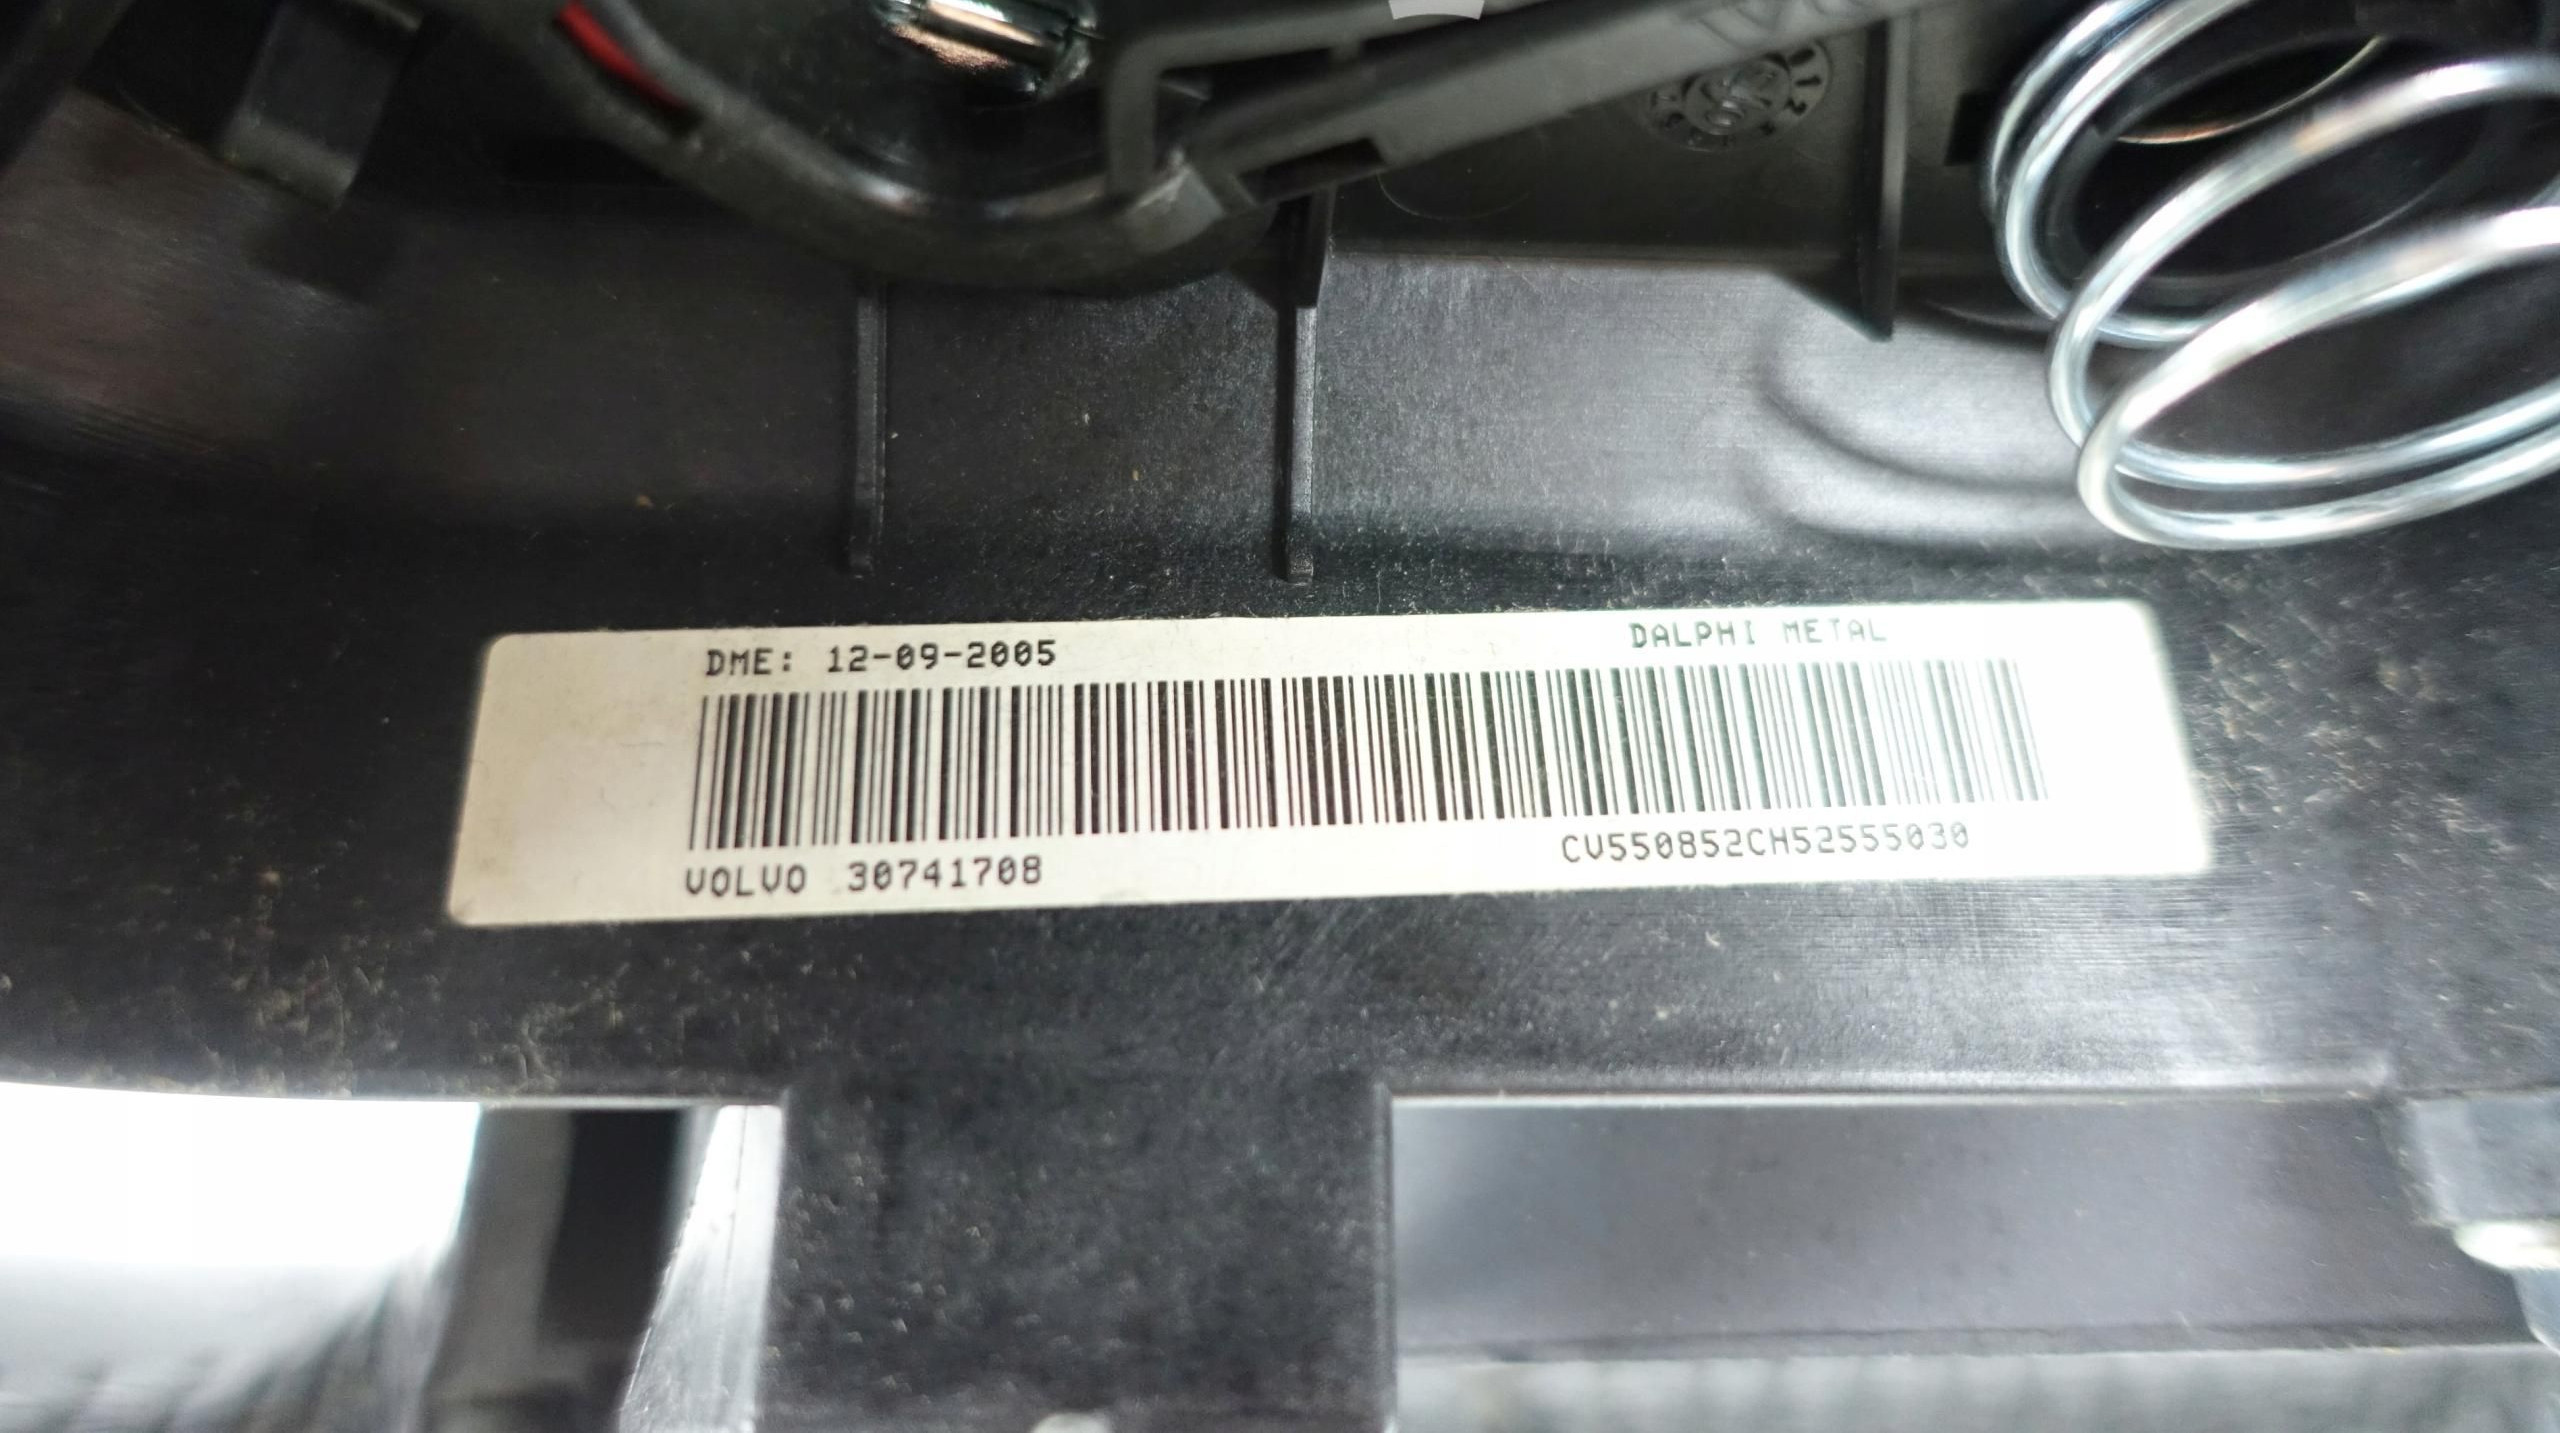 DME: 12-09-2005
DALPHI METAL
VOLVO 30741708
CV550852CH52555030